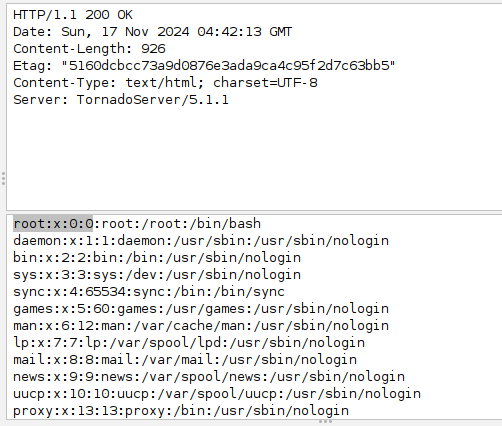 HTTP/1.1 200 OK
Date: Sun, 17 Nov 2024 04:42:13 GMT
Content-Length: 926
Etag: "5160dcbcc73a9d0876e3ada9ca4c95f2d7c63bb5"
Content-Type: text/html; charset=UTF-8
Server: TornadoServer/5.1.1
root:x:0:0:root:/root:/bin/bash
daemon:x:1:1:daemon:/usr/sbin:/usr/sbin/nologin
bin:x:2:2:bin:/bin:/usr/sbin/nologin
sys:x:3:3:sys:/dev:/usr/sbin/nologin
sync:x:4:65534:sync:/bin:/bin/sync
games:x:5:60:games:/usr/games:/usr/sbin/nologin
man:x:6:12:man:/var/cache/man:/usr/sbin/nologin
lp:x:7:7:lp:/var/spool/lpd:/usr/sbin/nologin
mail:x:8:8:mail:/var/mail:/usr/sbin/nologin
news:x:9:9:news:/var/spool/news:/usr/sbin/nologin
uucp:x:10:10:uucp:/var/spool/uucp:/usr/sbin/nologin
proxy:x:13:13:proxy:/bin:/usr/sbin/nologin